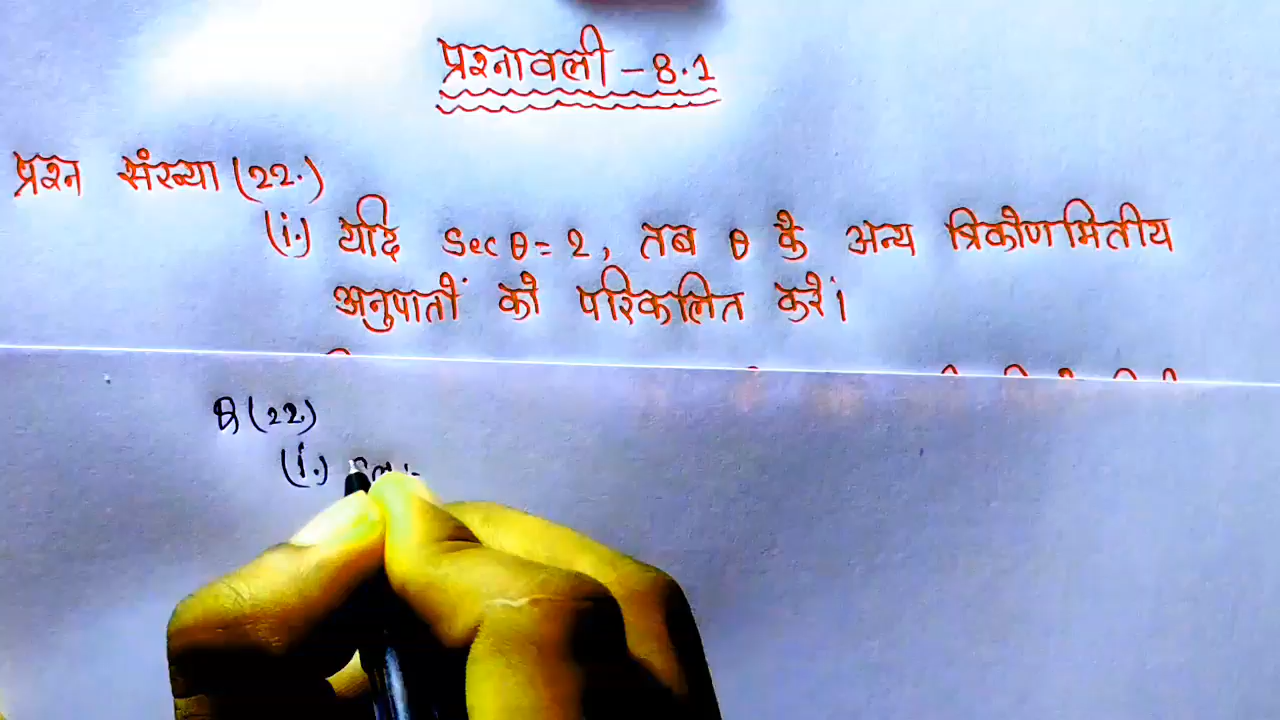 प्रश्नावली - 8.1
प्रश्न संख्या (22.)
(i.) यदि Sec θ = 2, तब θ के अन्य त्रिकोणमितीय
अनुपातों को परिकलित करें।
Q (22.)
(i.)